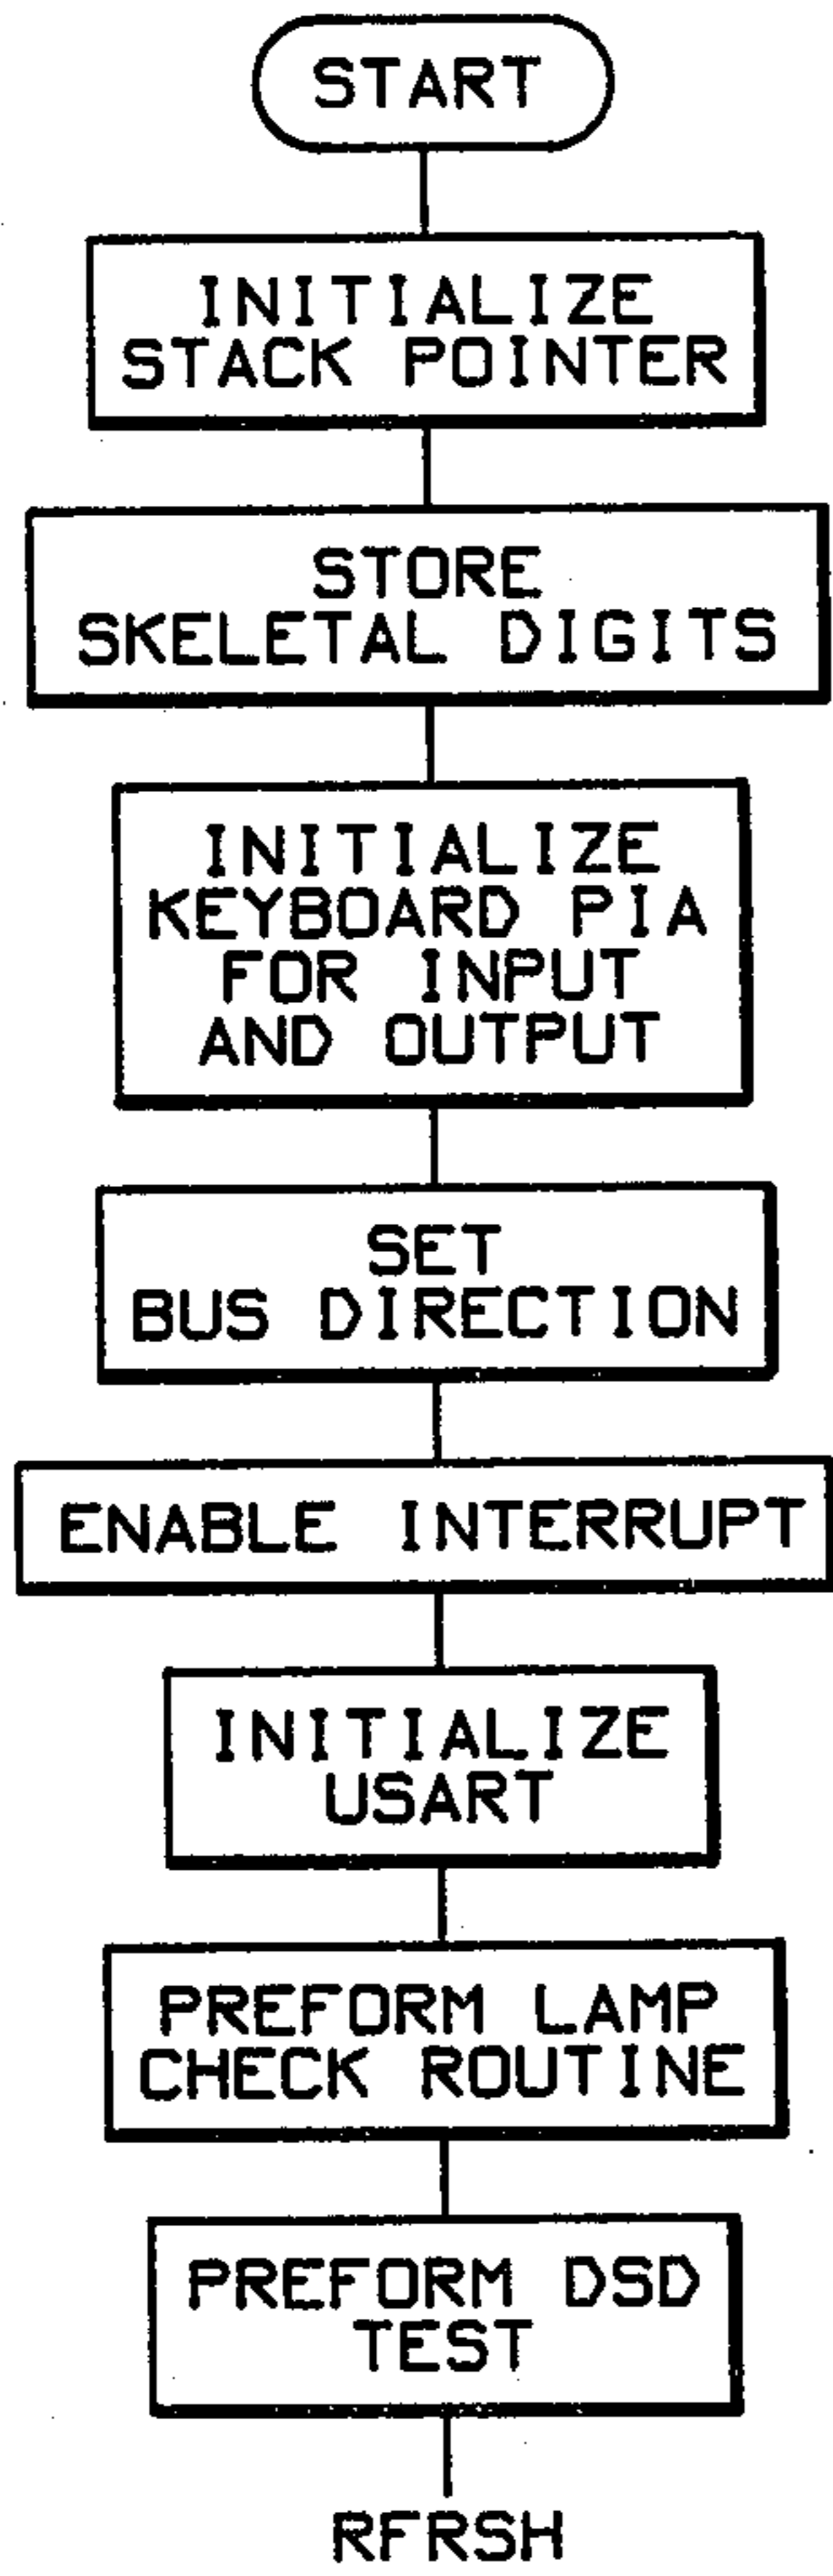 START
INITIALIZE
STACK POINTER
STORE
SKELETAL DIGITS
INITIALIZE
KEYBOARD PIA
FOR INPUT
AND OUTPUT
SET
BUS DIRECTION
ENABLE INTERRUPT
INITIALIZE
USART
PREFORM LAMP
CHECK ROUTINE
PREFORM DSD
TEST
RFRSH